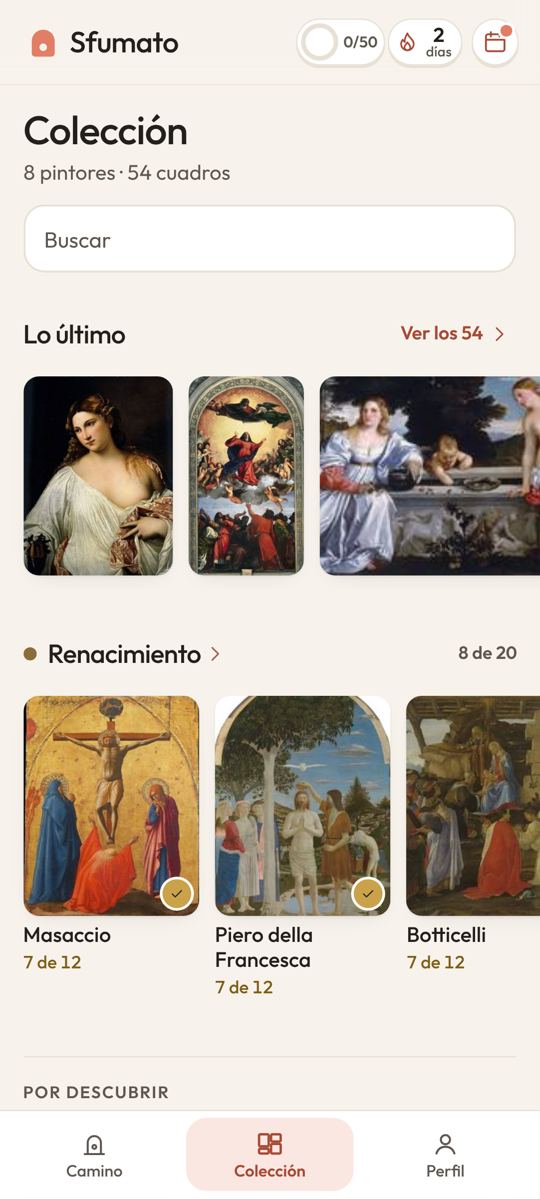 Sfumato
0/50
2
días
Colección
8 pintores · 54 cuadros
Buscar
Lo último
Ver los 54
Renacimiento
8 de 20
Masaccio
7 de 12
Piero della
Francesca
7 de 12
Botticelli
7 de 12
POR DESCUBRIR
Camino
Colección
Perfil